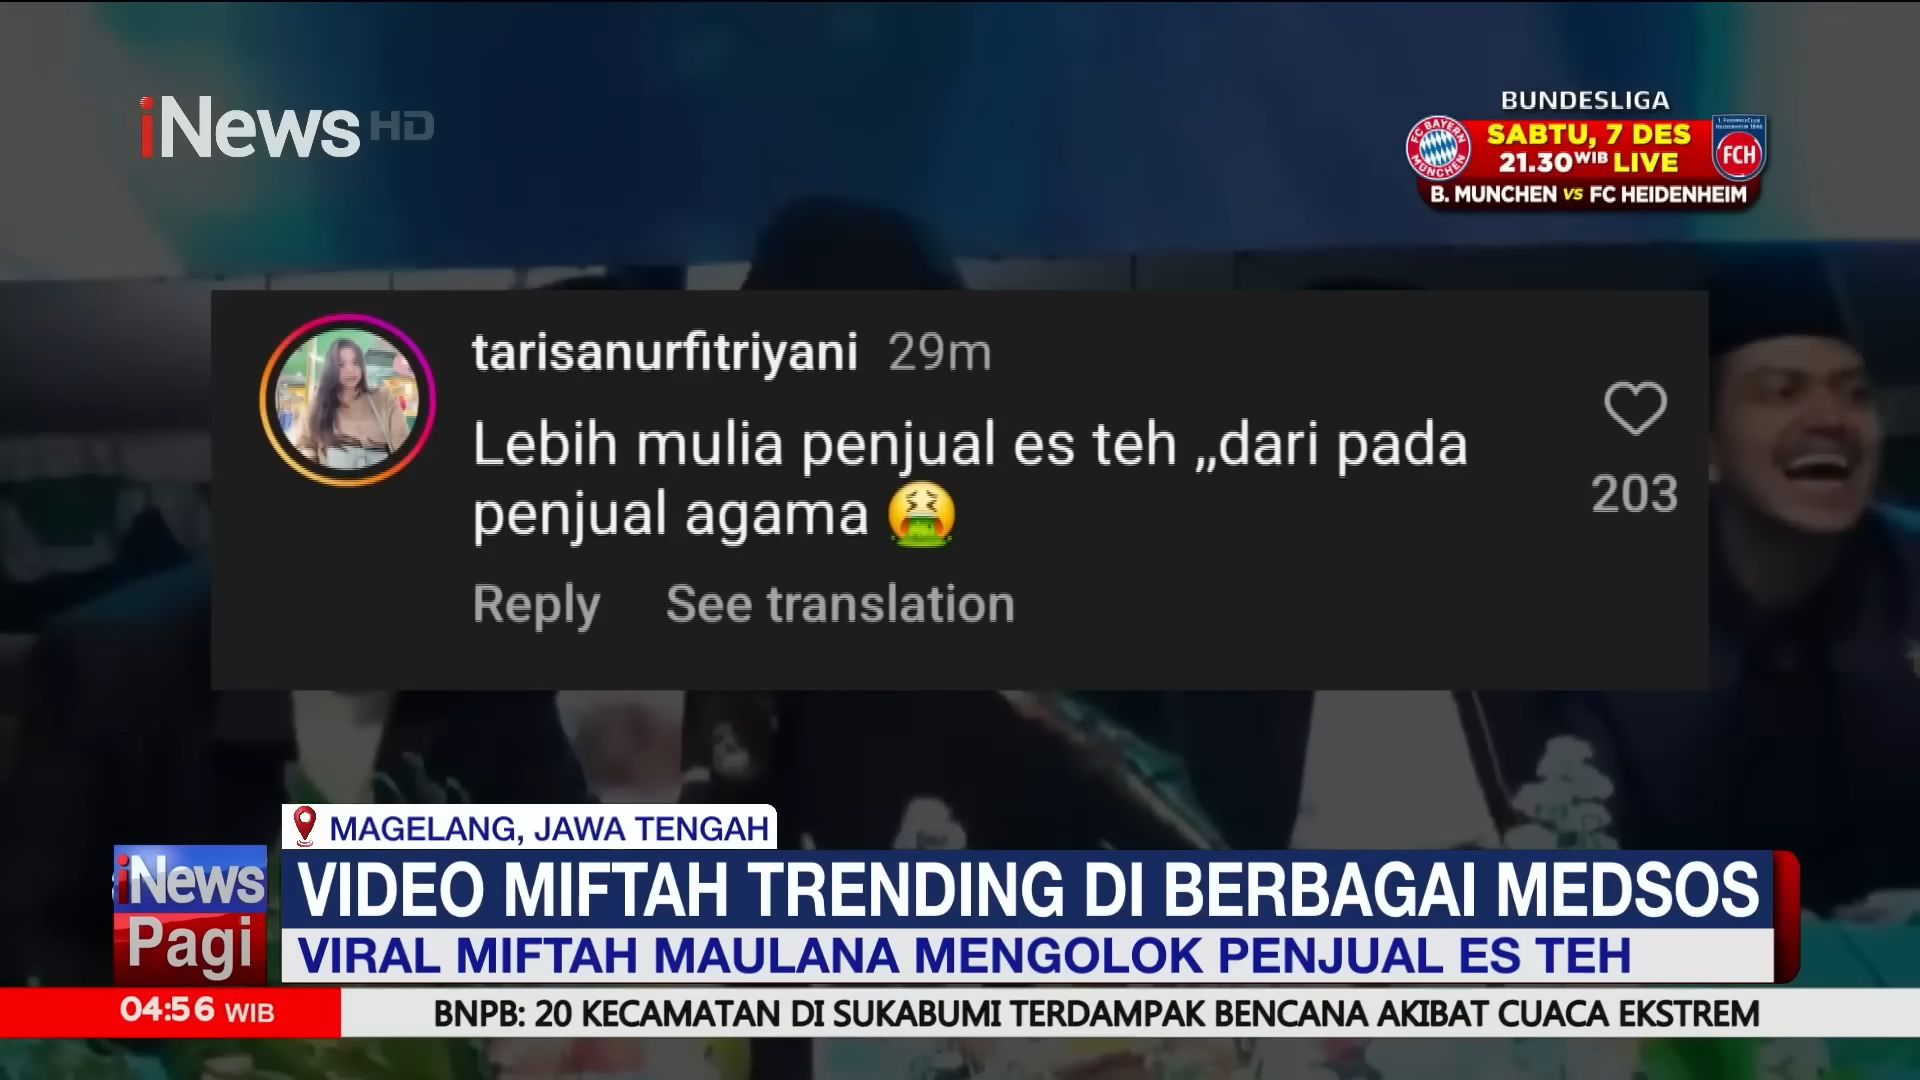 iNews HD
BUNDESLIGA
FC BAYERN
MÜNCHEN
SABTU, 7 DES
21.30 WIB LIVE
FCH
B. MUNCHEN vs FC HEIDENHEIM
tarisanurfitriyani 29m
Lebih mulia penjual es teh ,,dari pada
penjual agama 🤮
203
Reply See translation
MAGELANG, JAWA TENGAH
iNews
Pagi
VIDEO MIFTAH TRENDING DI BERBAGAI MEDSOS
VIRAL MIFTAH MAULANA MENGOLOK PENJUAL ES TEH
04:56 WIB
BNPB: 20 KECAMATAN DI SUKABUMI TERDAMPAK BENCANA AKIBAT CUACA EKSTREM